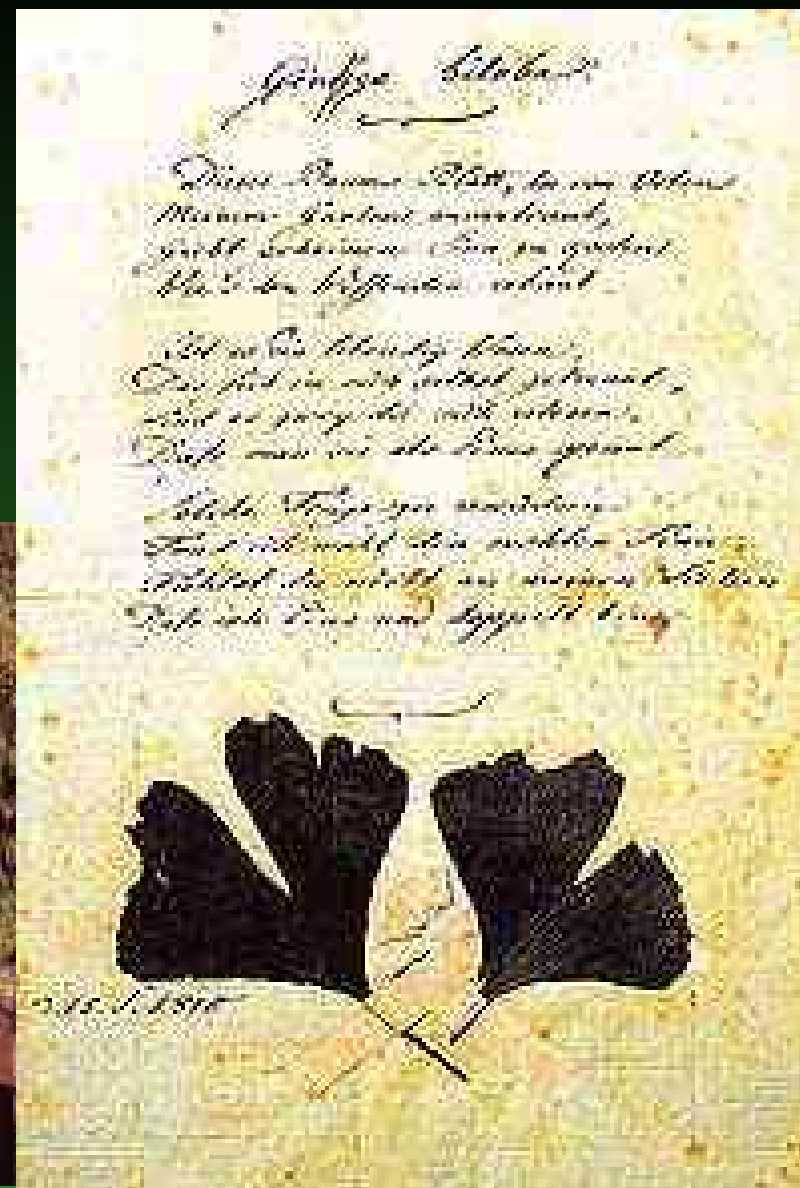 Ginkgo biloba.
Dieses Baums Blatt, der von Osten
Meinem Garten anvertraut,
Giebt geheimen Sinn zu kosten
Wie's den Wissenden erbaut.
Ist es Ein lebendig Wesen?
Das sich in sich selbst getrennt,
Sind es zwey? die sich erlesen,
Daß man sie als Eines kennt.
Solche Frage zu erwiedern
Fand ich wohl den rechten Sinn
Fühlst du nicht an meinen Liedern
Daß ich Eins und doppelt bin
d. 15. S. 1815